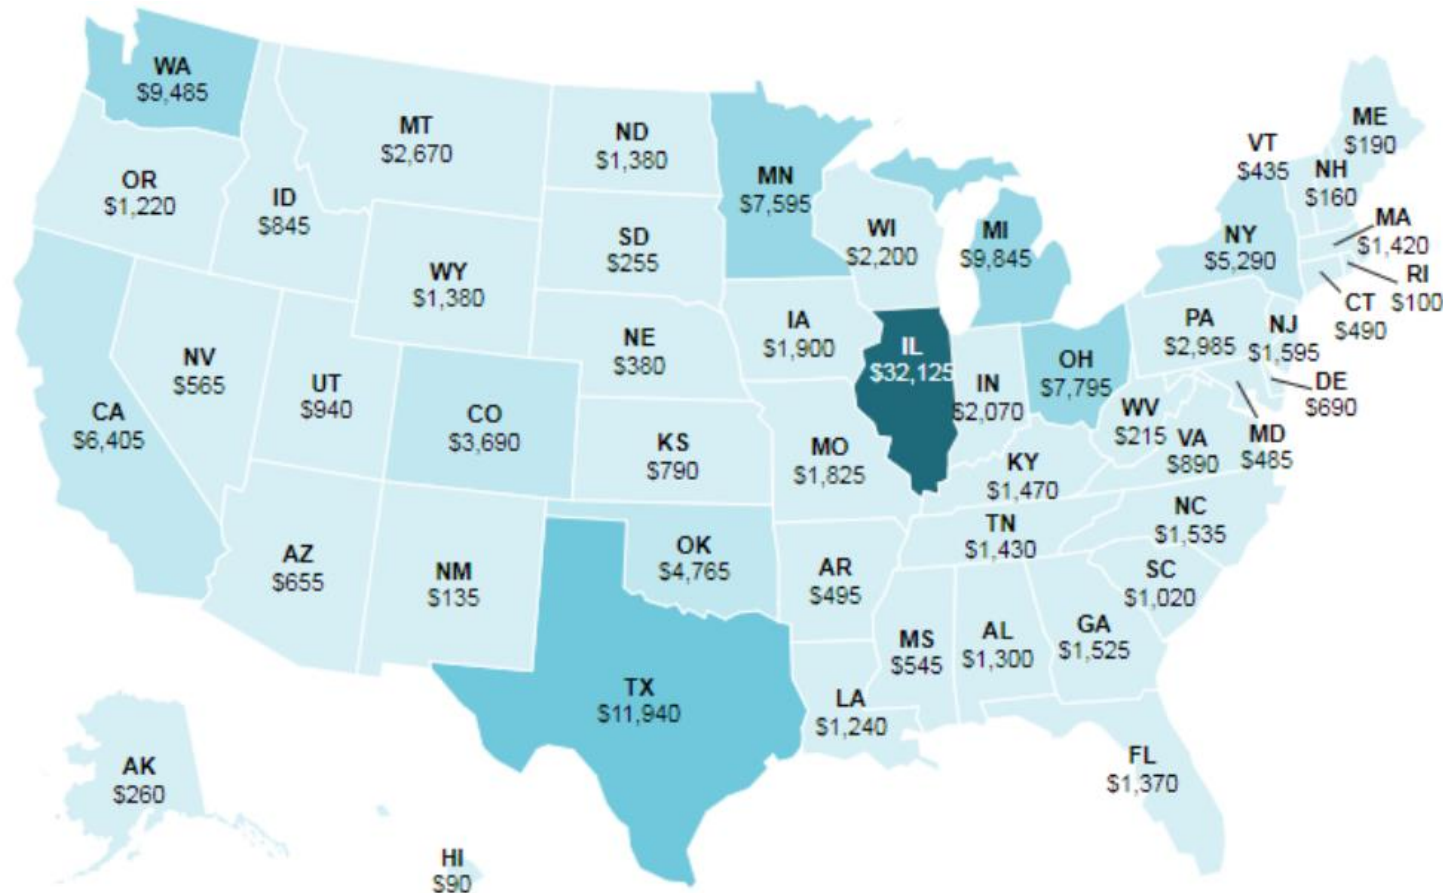 WA
$9,485
MT
$2,670
ND
$1,380
ME
$190
VT
$435
NH
$160
OR
$1,220
ID
$845
MN
$7,595
SD
$255
WI
$2,200
MI
$9,845
NY
$5,290
MA
$1,420
RI
$100
CT
$490
WY
$1,380
IA
$1,900
NE
$380
IL
$32,125
PA
$2,985
NJ
$1,595
NV
$565
UT
$940
CO
$3,690
IN
$2,070
OH
$7,795
DE
$690
CA
$6,405
KS
$790
MO
$1,825
WV
$215
VA
$890
MD
$485
KY
$1,470
NC
$1,535
TN
$1,430
AZ
$655
NM
$135
OK
$4,765
AR
$495
SC
$1,020
MS
$545
AL
$1,300
GA
$1,525
TX
$11,940
LA
$1,240
FL
$1,370
AK
$260
HI
$90